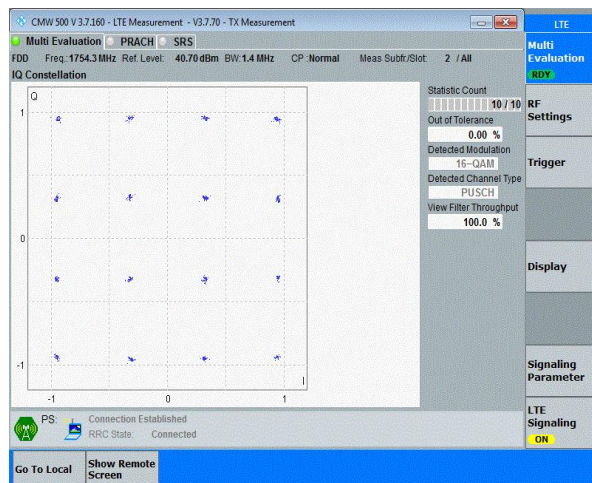 CMW 500 V 3.7.160 - LTE Measurement - V3.7.70 - TX Measurement
LTE
Multi Evaluation PRACH SRS
FDD Freq.: 1754.3 MHz Ref. Level: 40.70 dBm BW: 1.4 MHz CP : Normal Meas Subfr./Slot: 2 / All
IQ Constellation
Q
1
0
-1
-1 0 1
I
Statistic Count
10 / 10
Out of Tolerance
0.00 %
Detected Modulation
16-QAM
Detected Channel Type
PUSCH
View Filter Throughput
100.0 %
Multi
Evaluation
RDY
RF
Settings
Trigger
Display
Signaling
Parameter
LTE
Signaling
ON
PS: Connection Established
RRC State: Connected
Go To Local
Show Remote
Screen